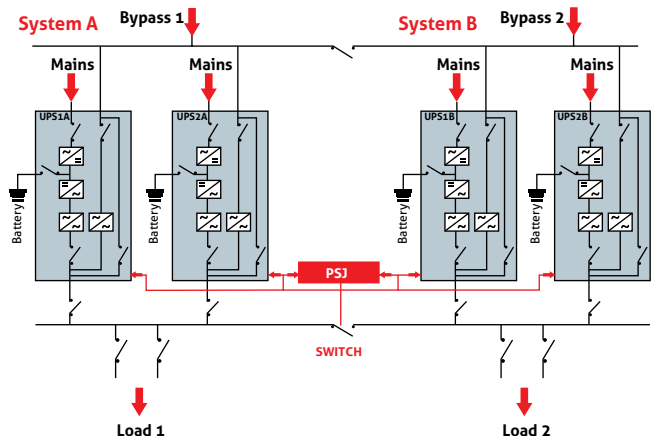 System A
Bypass 1
System B
Bypass 2
Mains
Mains
Mains
Mains
UPS1A
UPS2A
UPS1B
UPS2B
Battery
Battery
Battery
Battery
PSJ
SWITCH
Load 1
Load 2